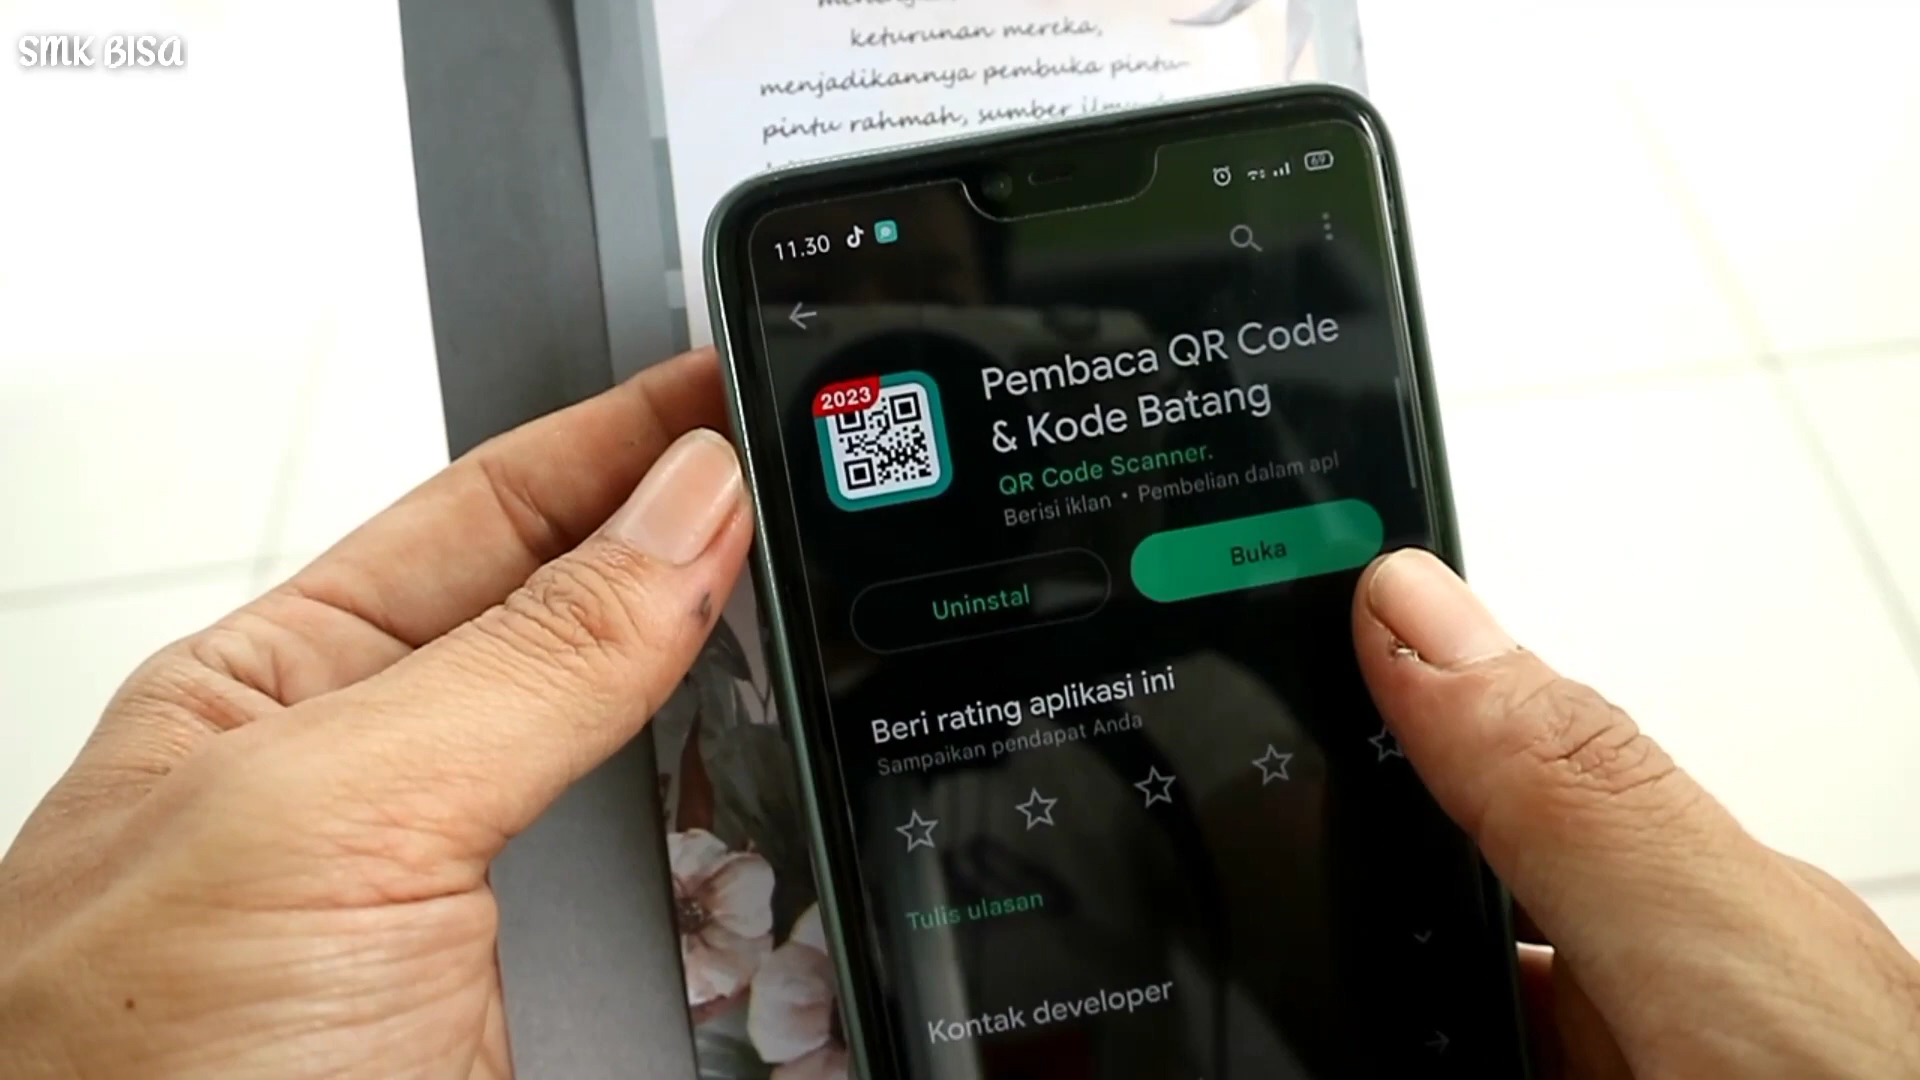 SMK BISA
keturunan mereka,
menjadikannya pembuka pintu-
pintu rahmah, sumber ilmu
11.30
69
2023
Pembaca QR Code
& Kode Batang
QR Code Scanner.
Berisi iklan • Pembelian dalam apl
Uninstal
Buka
Beri rating aplikasi ini
Sampaikan pendapat Anda
Tulis ulasan
Kontak developer